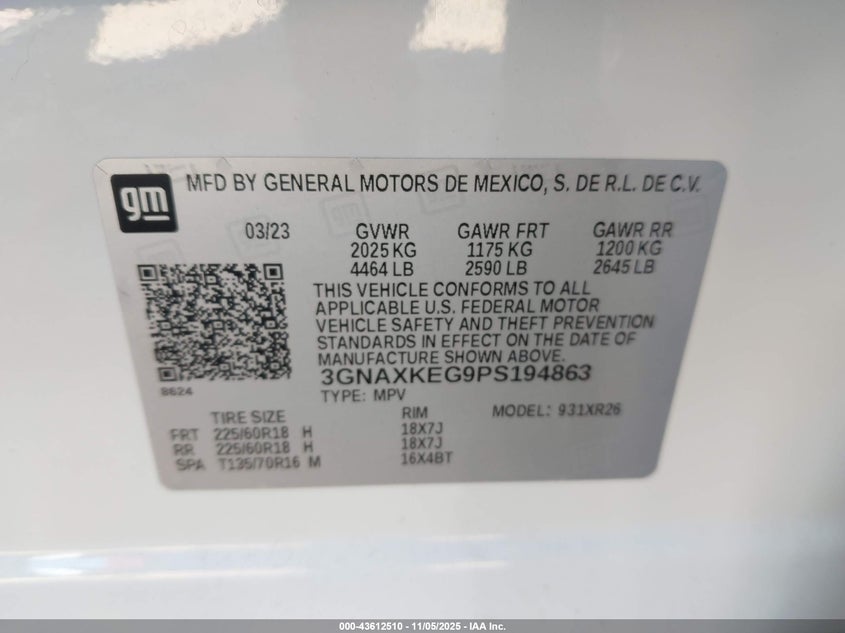 gm MFD BY GENERAL MOTORS DE MEXICO, S. DE R.L. DE C.V.
03/23 GVWR GAWR FRT GAWR RR
2025 KG 1175 KG 1200 KG
4464 LB 2590 LB 2645 LB
THIS VEHICLE CONFORMS TO ALL
APPLICABLE U.S. FEDERAL MOTOR
VEHICLE SAFETY AND THEFT PREVENTION
STANDARDS IN EFFECT ON THE DATE OF
MANUFACTURE SHOWN ABOVE.
3GNAXKEG9PS194863
8624
TYPE: MPV
TIRE SIZE RIM MODEL: 931XR26
FRT 225/60R18 H 18X7J
RR 225/60R18 H 18X7J
SPA T135/70R16 M 16X4BT
000-43612510 - 11/05/2025 - IAA Inc.